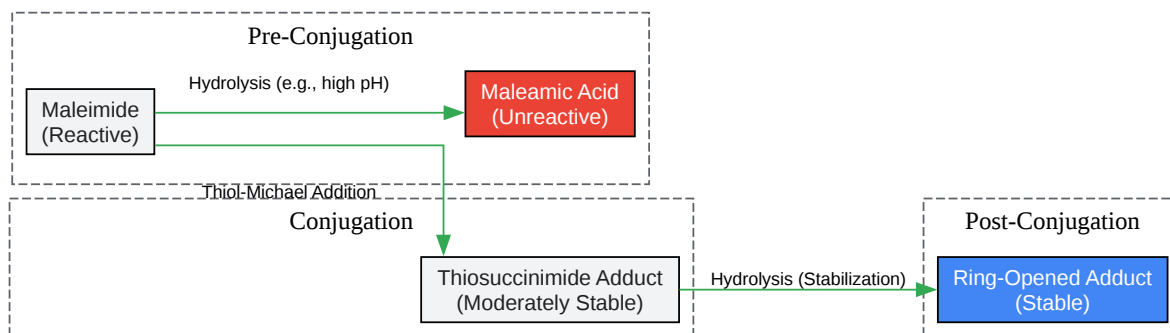 Pre-Conjugation
Hydrolysis (e.g., high pH)
Maleimide
(Reactive)
Maleamic Acid
(Unreactive)
Thiol-Michael Addition
Conjugation
Thiosuccinimide Adduct
(Moderately Stable)
Hydrolysis (Stabilization)
Post-Conjugation
Ring-Opened Adduct
(Stable)